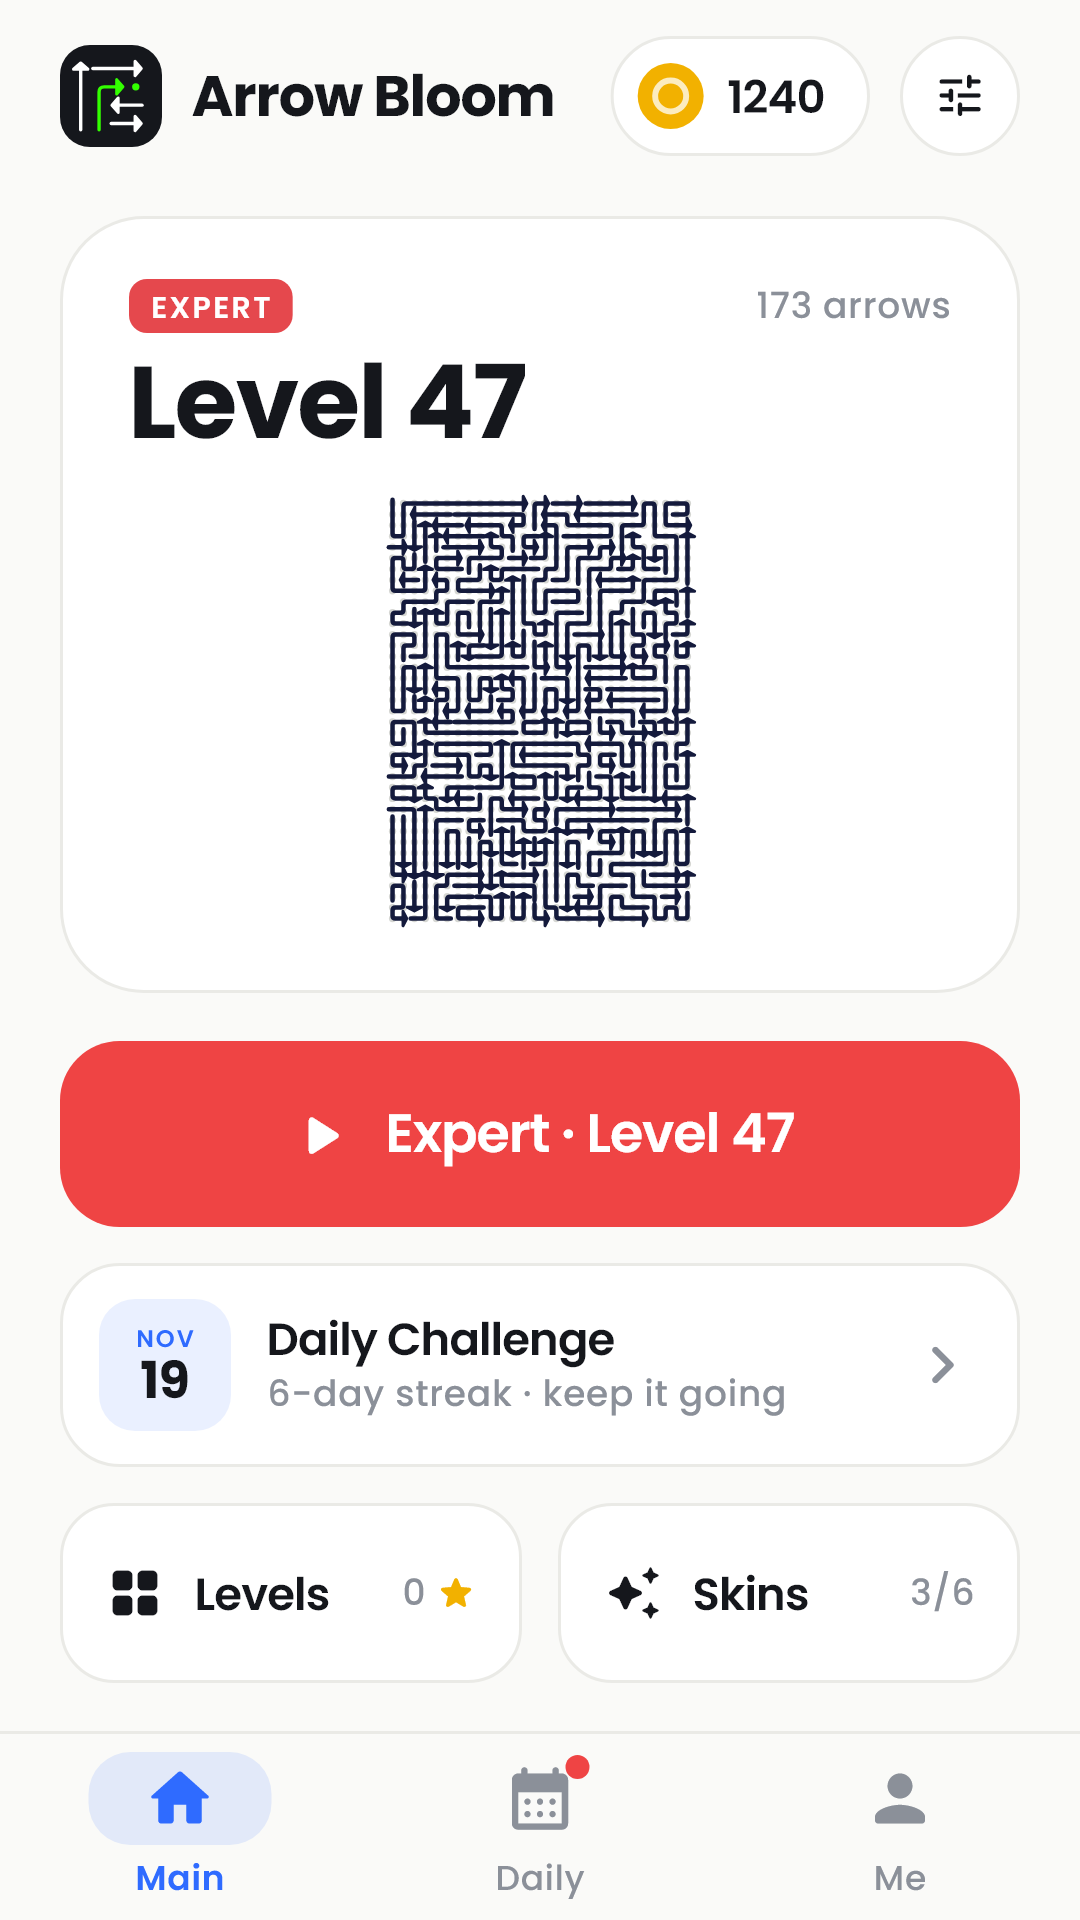 Arrow Bloom
1240
EXPERT
173 arrows
Level 47
Expert · Level 47
NOV
19
Daily Challenge
6-day streak · keep it going
Levels
0
Skins
3/6
Main
Daily
Me